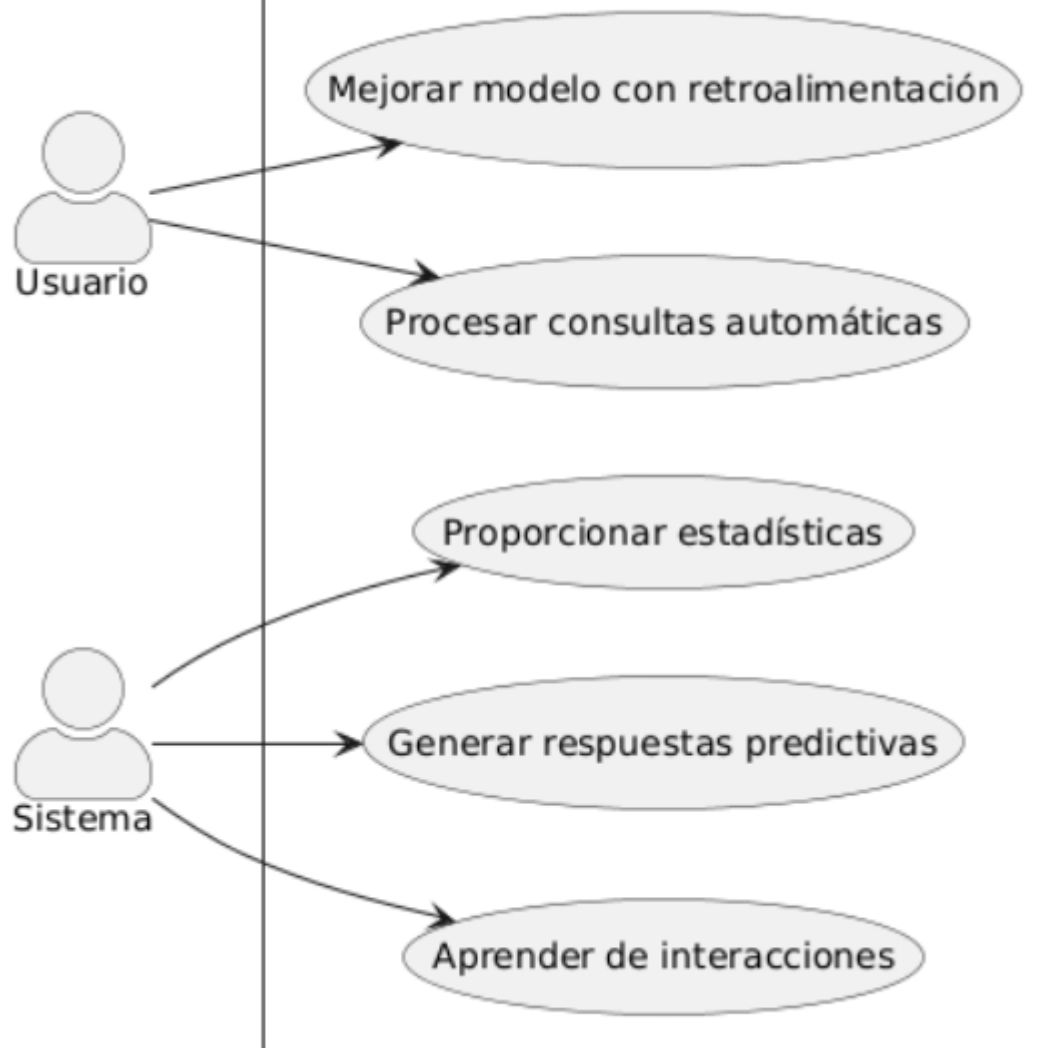 Mejorar modelo con retroalimentación
Usuario
Procesar consultas automáticas
Proporcionar estadísticas
Generar respuestas predictivas
Sistema
Aprender de interacciones